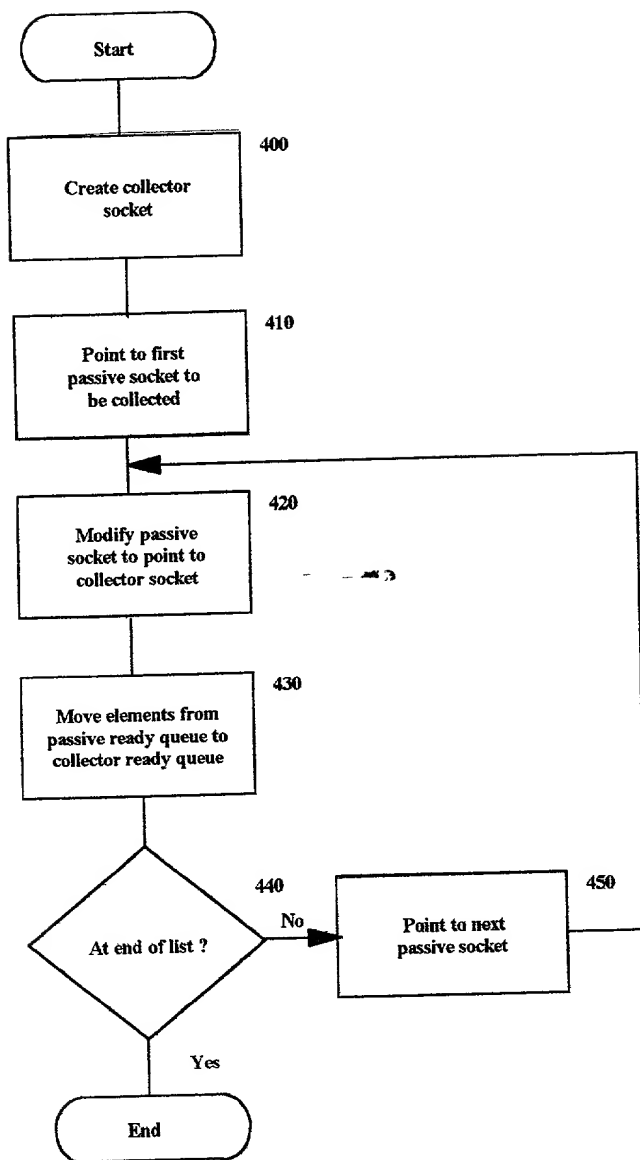 Start
400
Create collector
socket
410
Point to first
passive socket to
be collected
420
Modify passive
socket to point to
collector socket
430
Move elements from
passive ready queue to
collector ready queue
440
At end of list ?
No
450
Point to next
passive socket
Yes
End